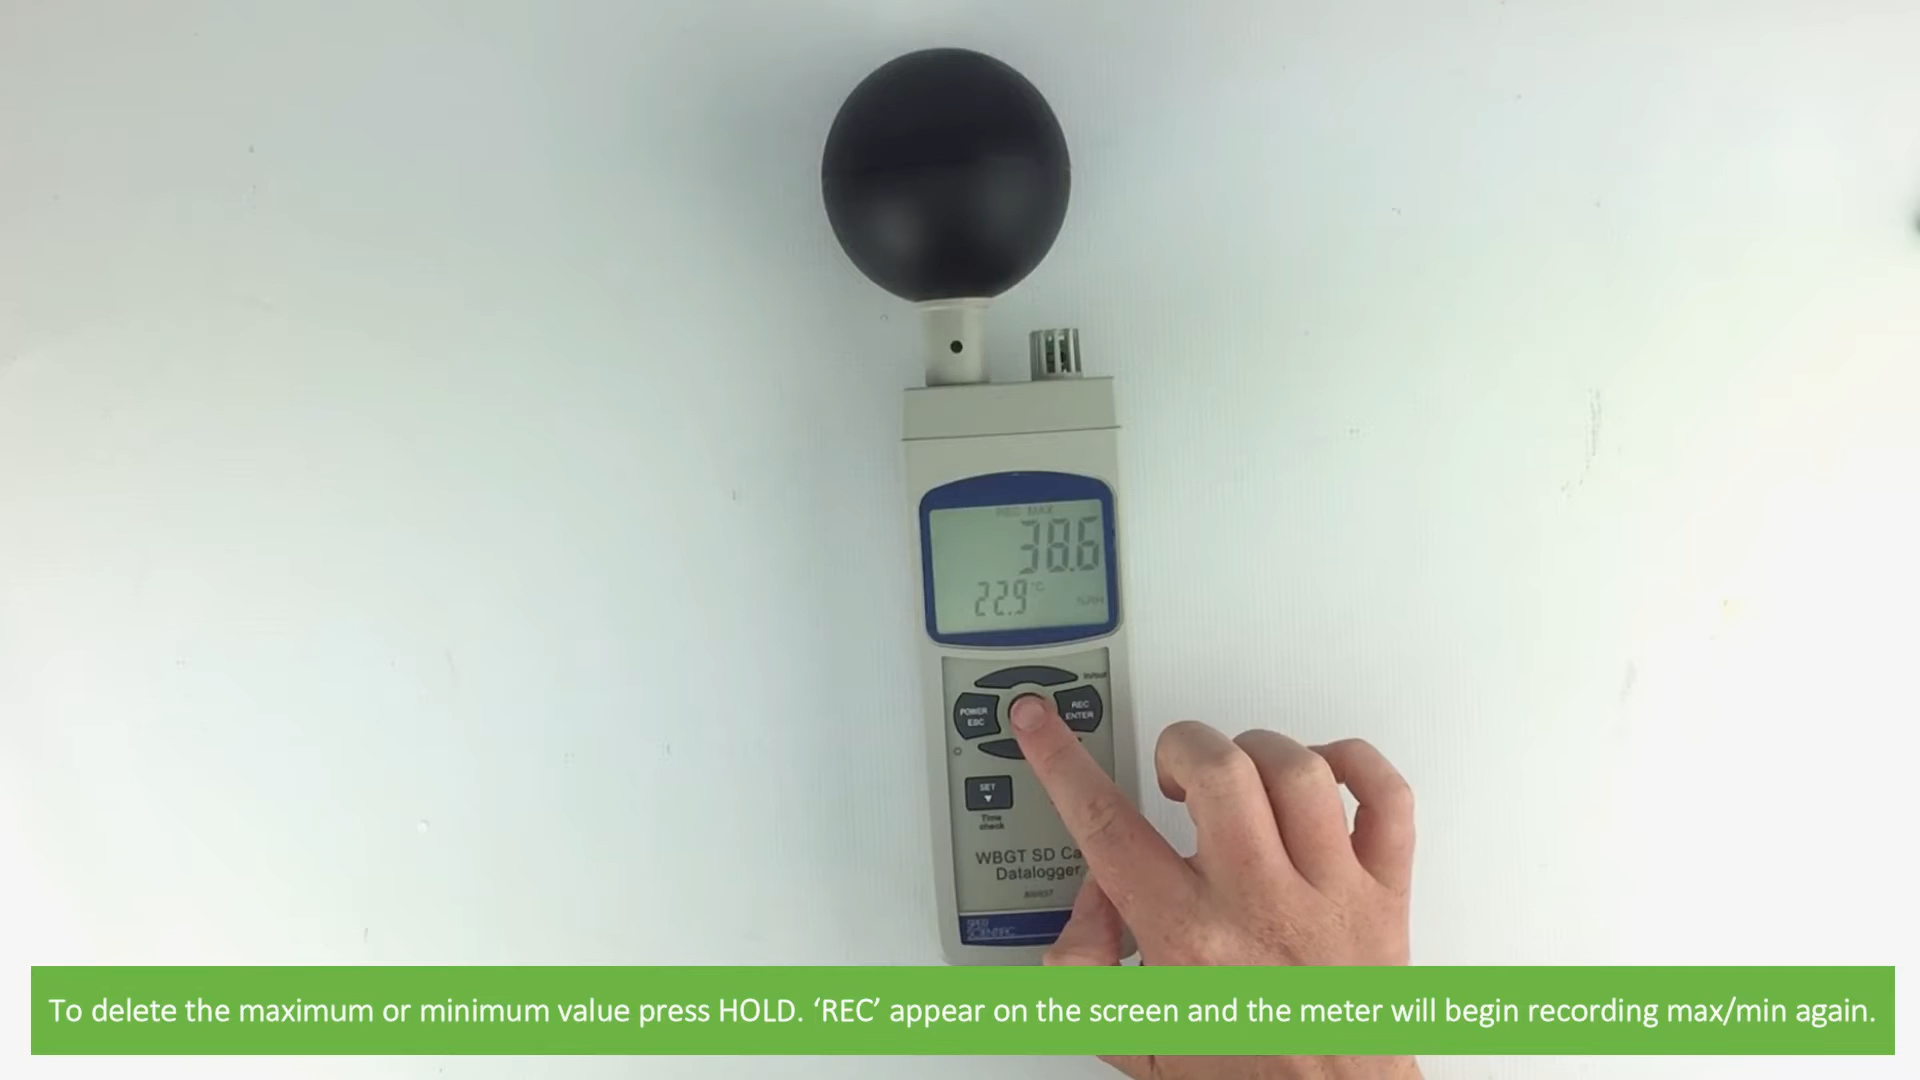 REC MAX
38.6
22.9 °C
%RH
POWER
ESC
REC
ENTER
SET
Time
check
WBGT SD Ca
Datalogger
SPER
SCIENTIFIC
To delete the maximum or minimum value press HOLD. ‘REC’ appear on the screen and the meter will begin recording max/min again.